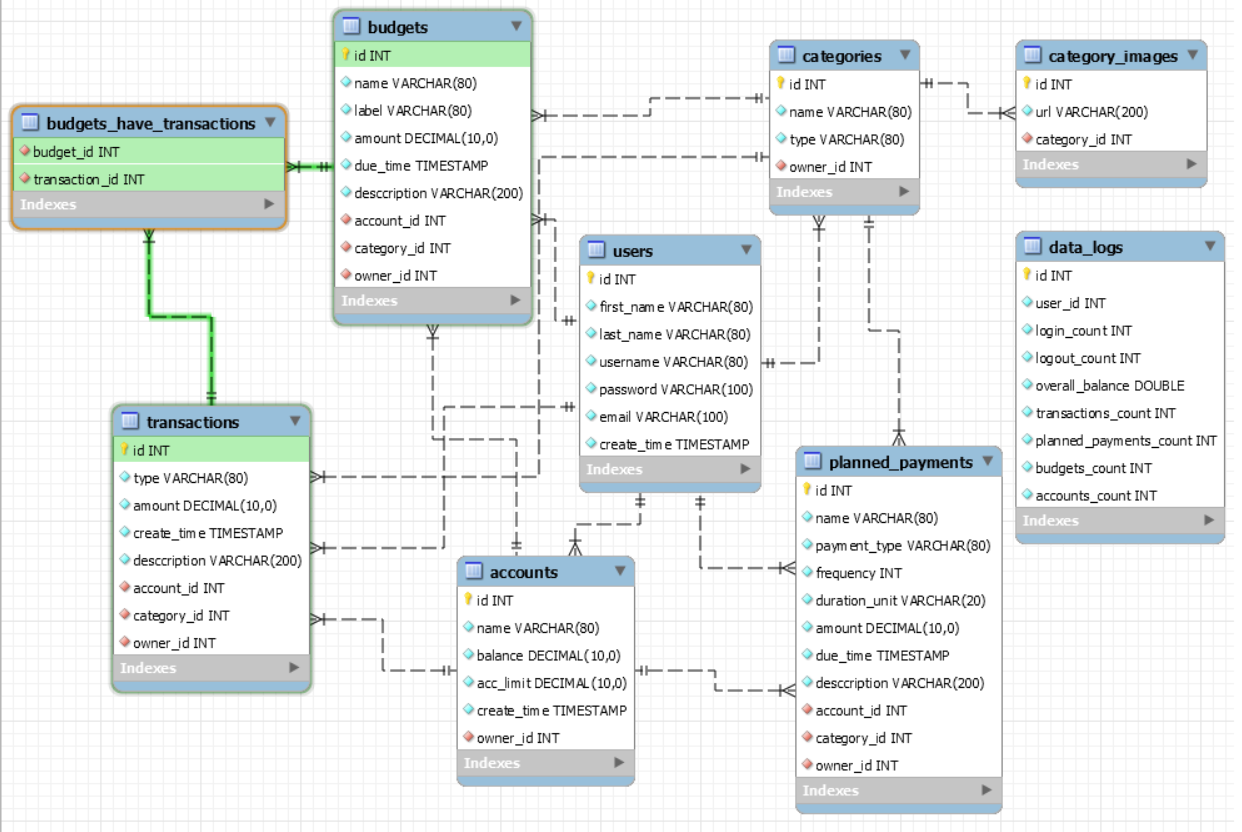 budgets
id INT
name VARCHAR(80)
label VARCHAR(80)
amount DECIMAL(10,0)
due_time TIMESTAMP
desccription VARCHAR(200)
account_id INT
category_id INT
owner_id INT
Indexes
categories
id INT
name VARCHAR(80)
type VARCHAR(80)
owner_id INT
Indexes
category_images
id INT
url VARCHAR(200)
category_id INT
Indexes
budgets_have_transactions
budget_id INT
transaction_id INT
Indexes
users
id INT
first_name VARCHAR(80)
last_name VARCHAR(80)
username VARCHAR(80)
password VARCHAR(100)
email VARCHAR(100)
create_time TIMESTAMP
Indexes
data_logs
id INT
user_id INT
login_count INT
logout_count INT
overall_balance DOUBLE
transactions_count INT
planned_payments_count INT
budgets_count INT
accounts_count INT
Indexes
transactions
id INT
type VARCHAR(80)
amount DECIMAL(10,0)
create_time TIMESTAMP
desccription VARCHAR(200)
account_id INT
category_id INT
owner_id INT
Indexes
accounts
id INT
name VARCHAR(80)
balance DECIMAL(10,0)
acc_limit DECIMAL(10,0)
create_time TIMESTAMP
owner_id INT
Indexes
planned_payments
id INT
name VARCHAR(80)
payment_type VARCHAR(80)
frequency INT
duration_unit VARCHAR(20)
amount DECIMAL(10,0)
due_time TIMESTAMP
desccription VARCHAR(200)
account_id INT
category_id INT
owner_id INT
Indexes